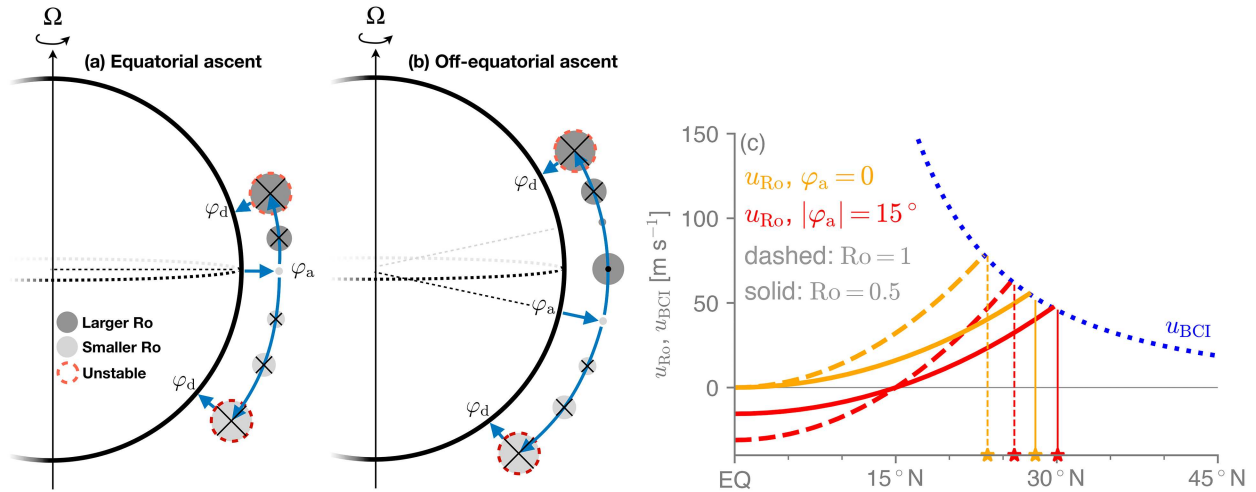 Ω
(a) Equatorial ascent
φd
φa
Larger Ro
Smaller Ro
Unstable
φd
Ω
(b) Off-equatorial ascent
φd
φa
φd
(c)
uRo, φa = 0
uRo, |φa| = 15°
dashed: Ro = 1
solid: Ro = 0.5
uBCI
uRo, uBCI [m s−1]
150
100
50
0
EQ
15°N
30°N
45°N